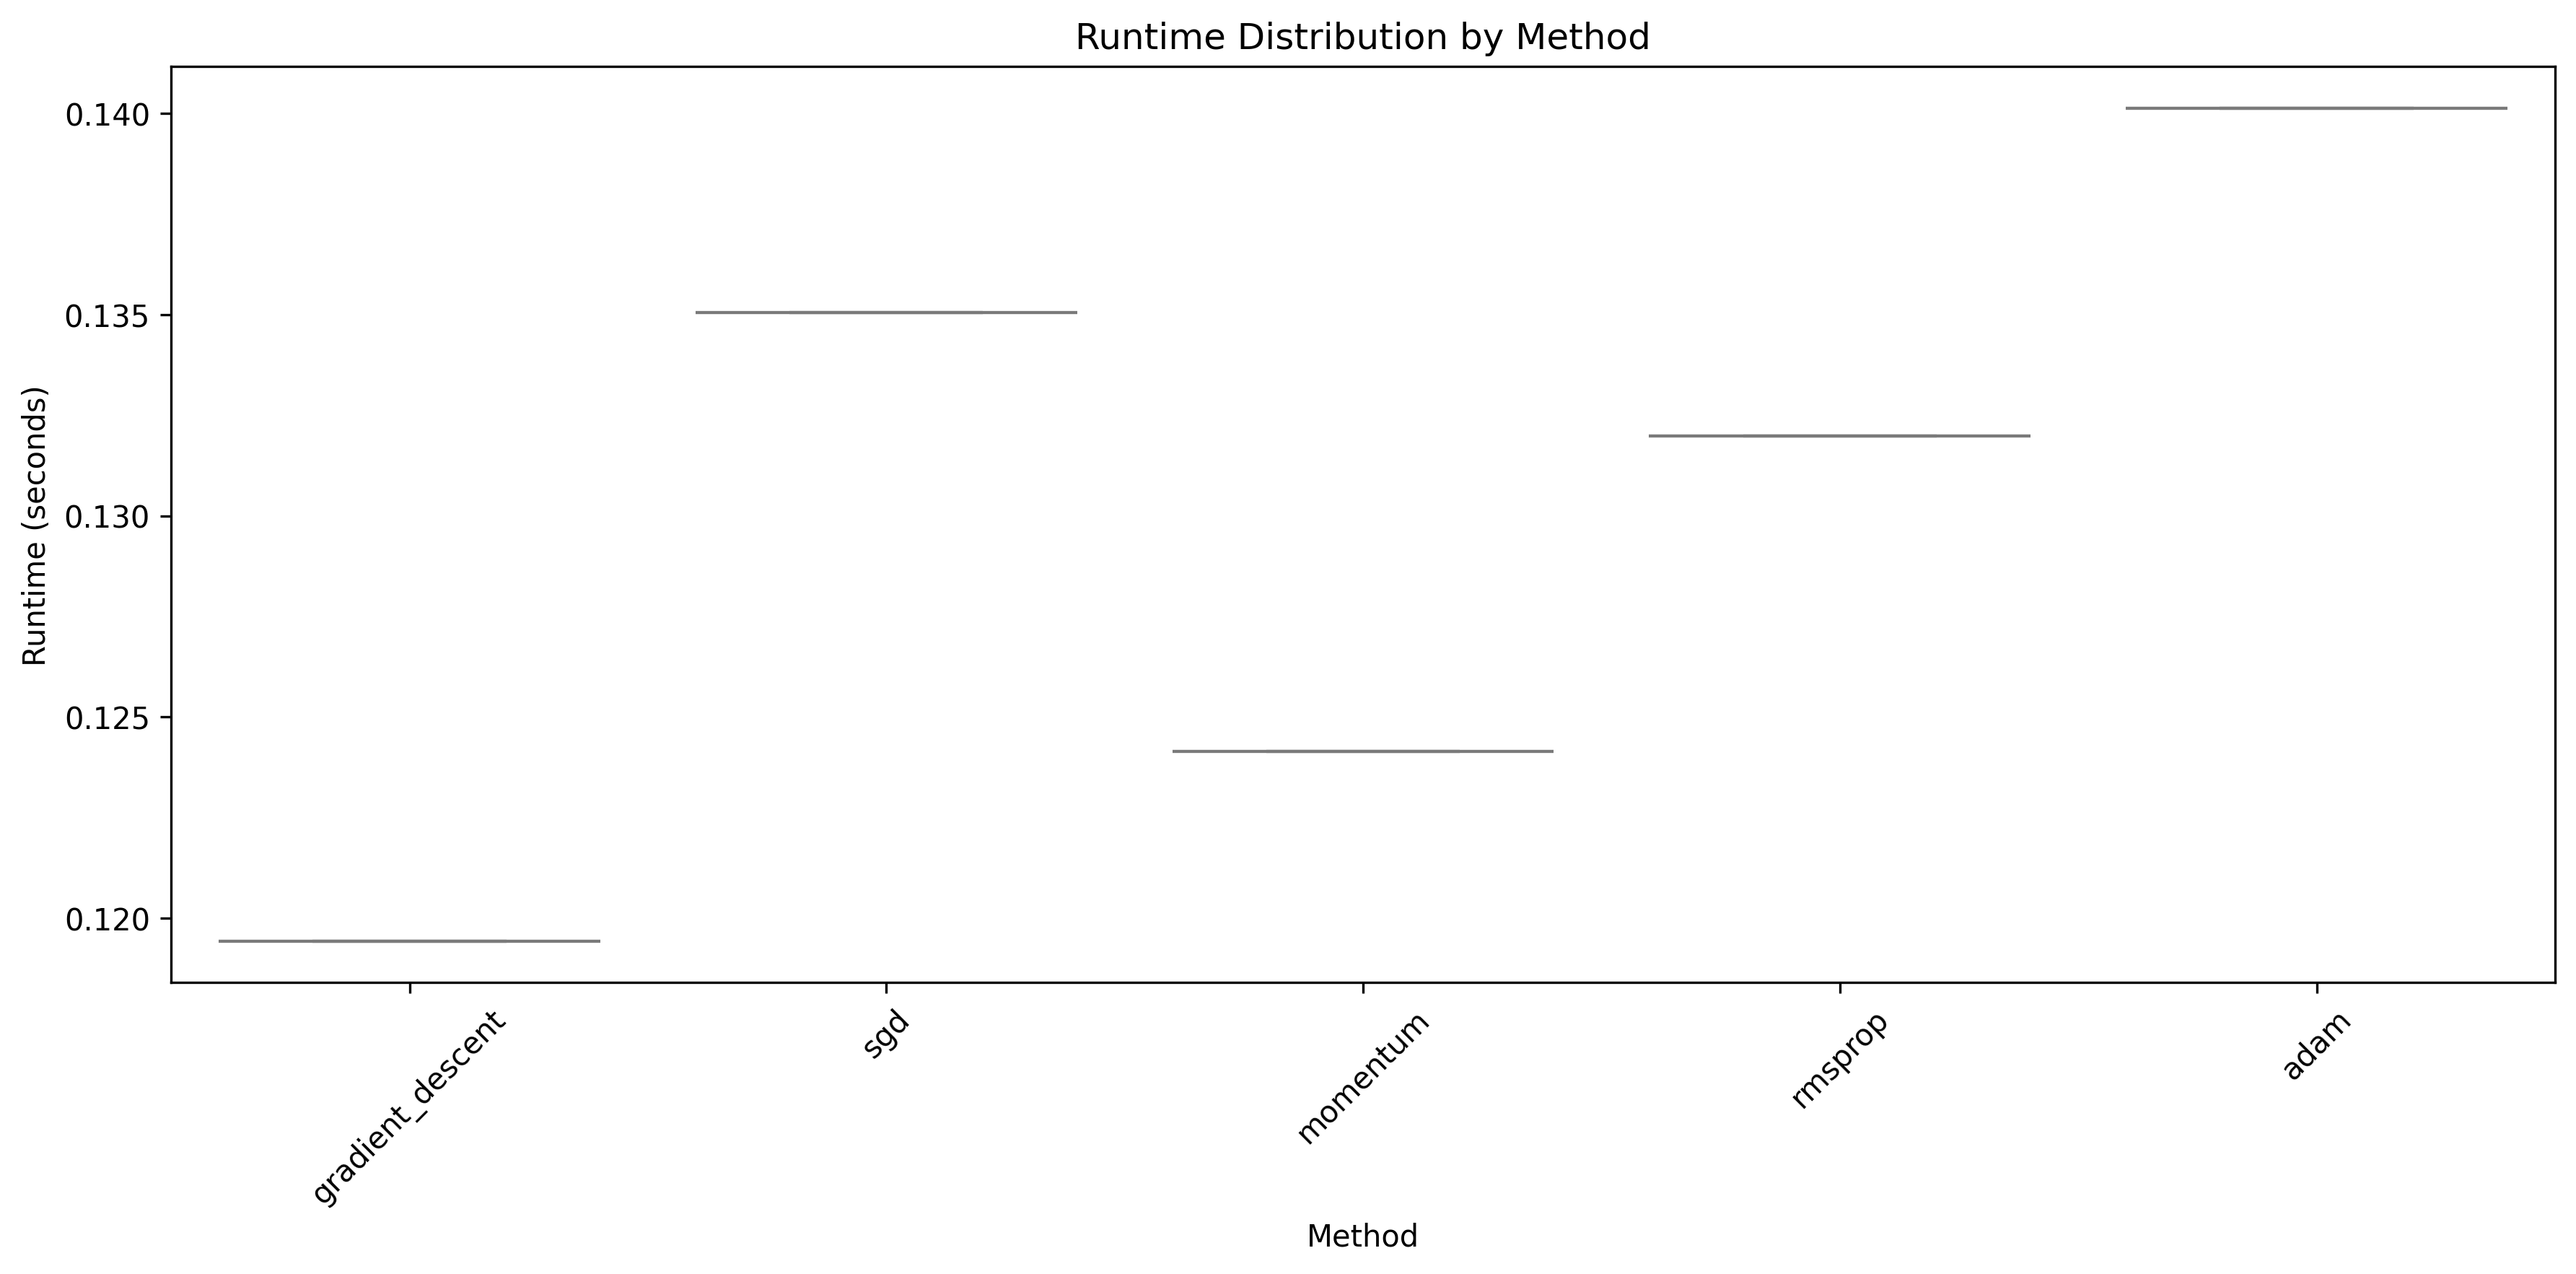 Runtime Distribution by Method
Runtime (seconds)
0.140
0.135
0.130
0.125
0.120
gradient_descent
sgd
momentum
rmsprop
adam
Method